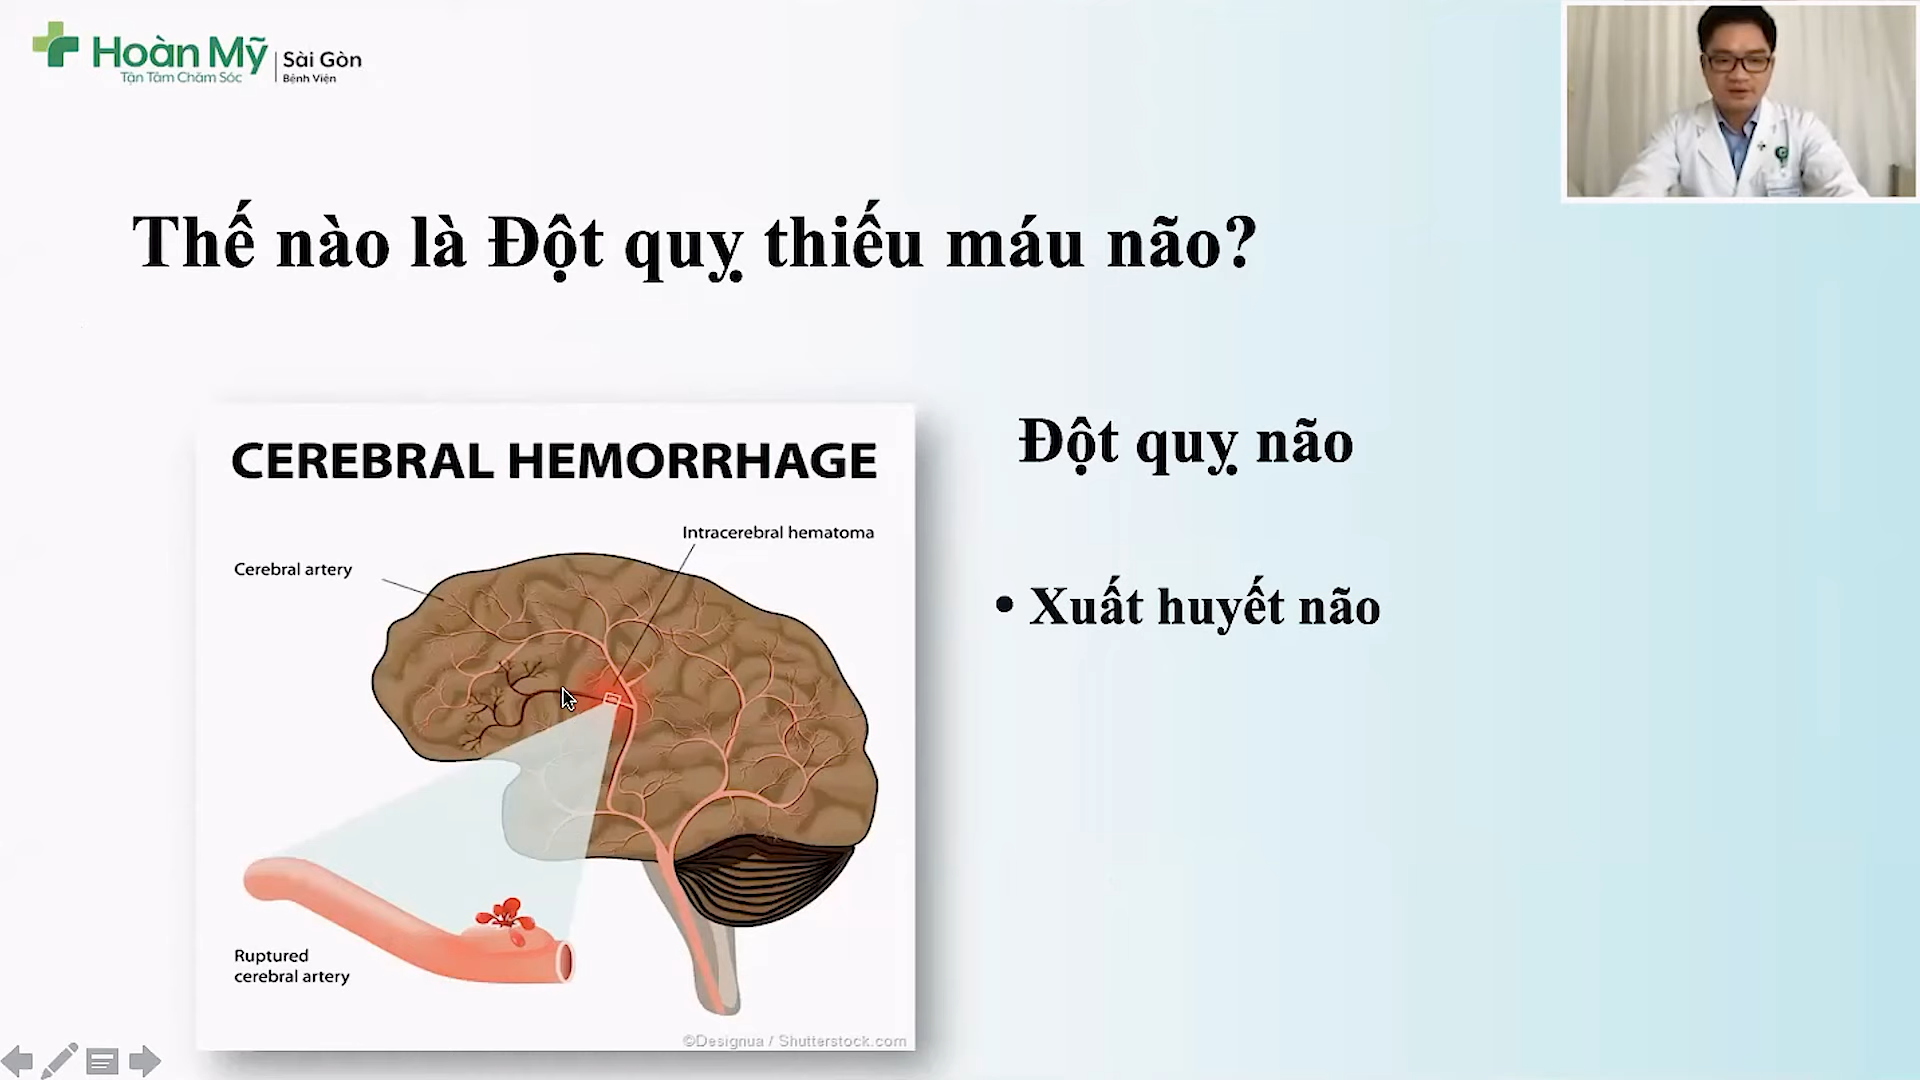 Hoàn Mỹ
Tận Tâm Chăm Sóc
Sài Gòn
Bệnh Viện
Thế nào là Đột quỵ thiếu máu não?
CEREBRAL HEMORRHAGE
Intracerebral hematoma
Cerebral artery
Ruptured
cerebral artery
©Designua / Shutterstock.com
Đột quỵ não
• Xuất huyết não